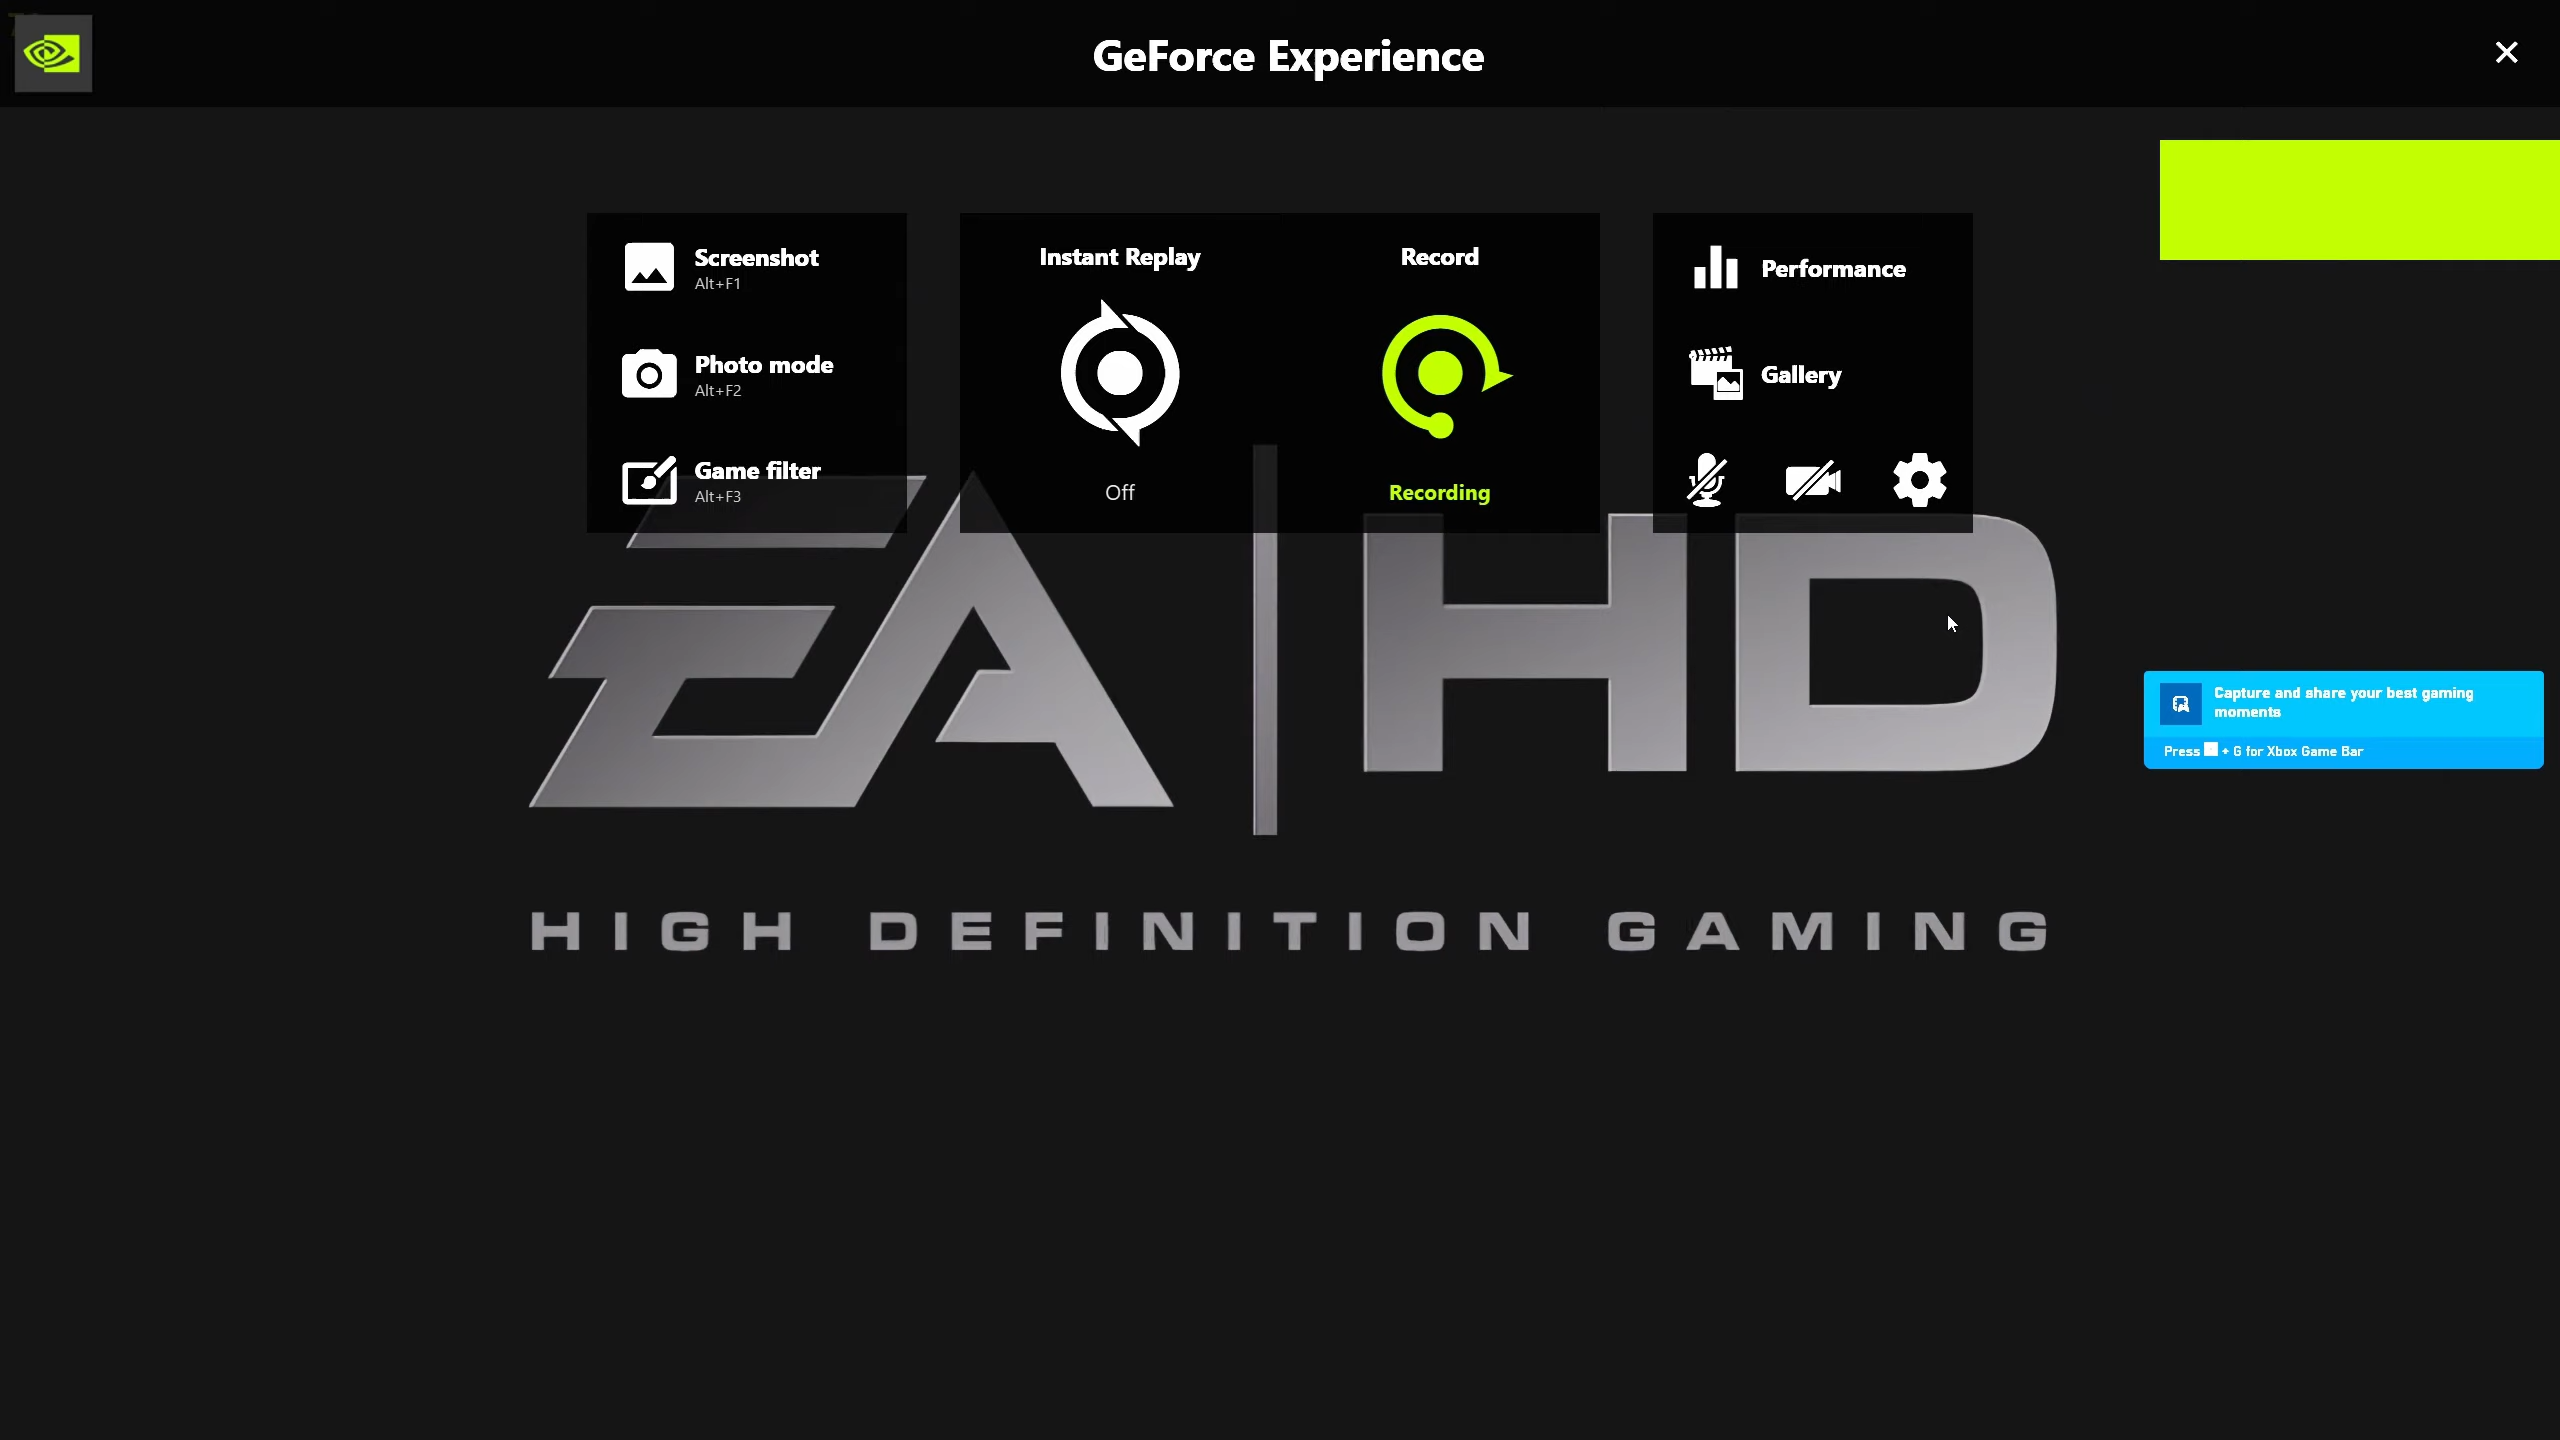 GeForce Experience
Screenshot
Alt+F1
Photo mode
Alt+F2
Game filter
Alt+F3
Instant Replay
Off
Record
Recording
Performance
Gallery
EA HD
HIGH DEFINITION GAMING
Capture and share your best gaming
moments
Press + G for Xbox Game Bar